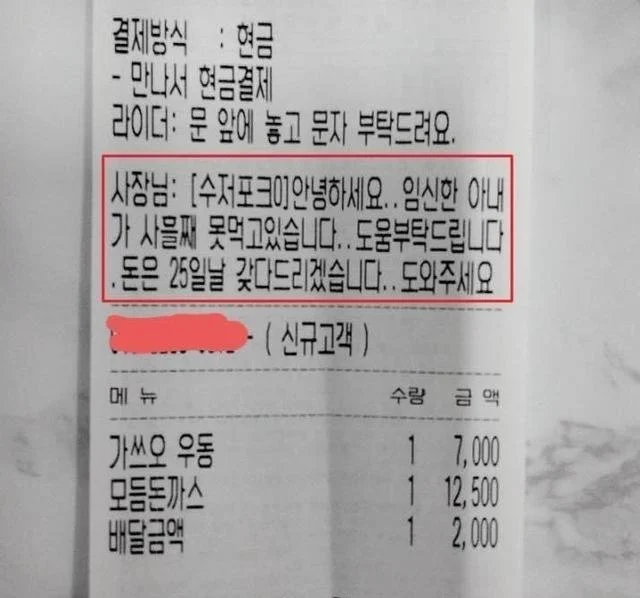 결제방식 : 현금
- 만나서 현금결제
라이더: 문 앞에 놓고 문자 부탁드려요.
사장님: [수저포크0]안녕하세요.. 임신한 아내
가 사믈째 못먹고있습니다.. 도움부탁드립니다
. 돈은 25일날 갖다드리겠습니다.. 도와주세요
- ( 신규고객 )
메 뉴 수량 금 액
가쓰오 우동 1 7,000
모듬돈까스 1 12,500
배달금액 1 2,000